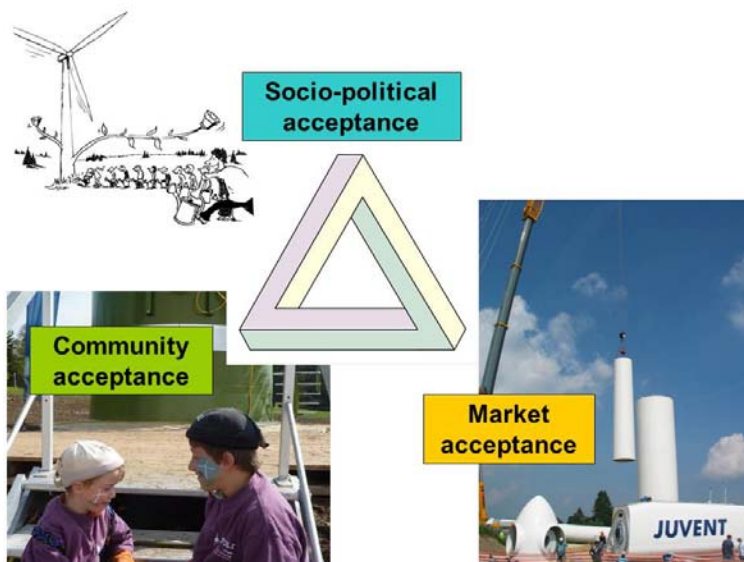 Socio-political
acceptance
Community
acceptance
Market
acceptance
JUVENT